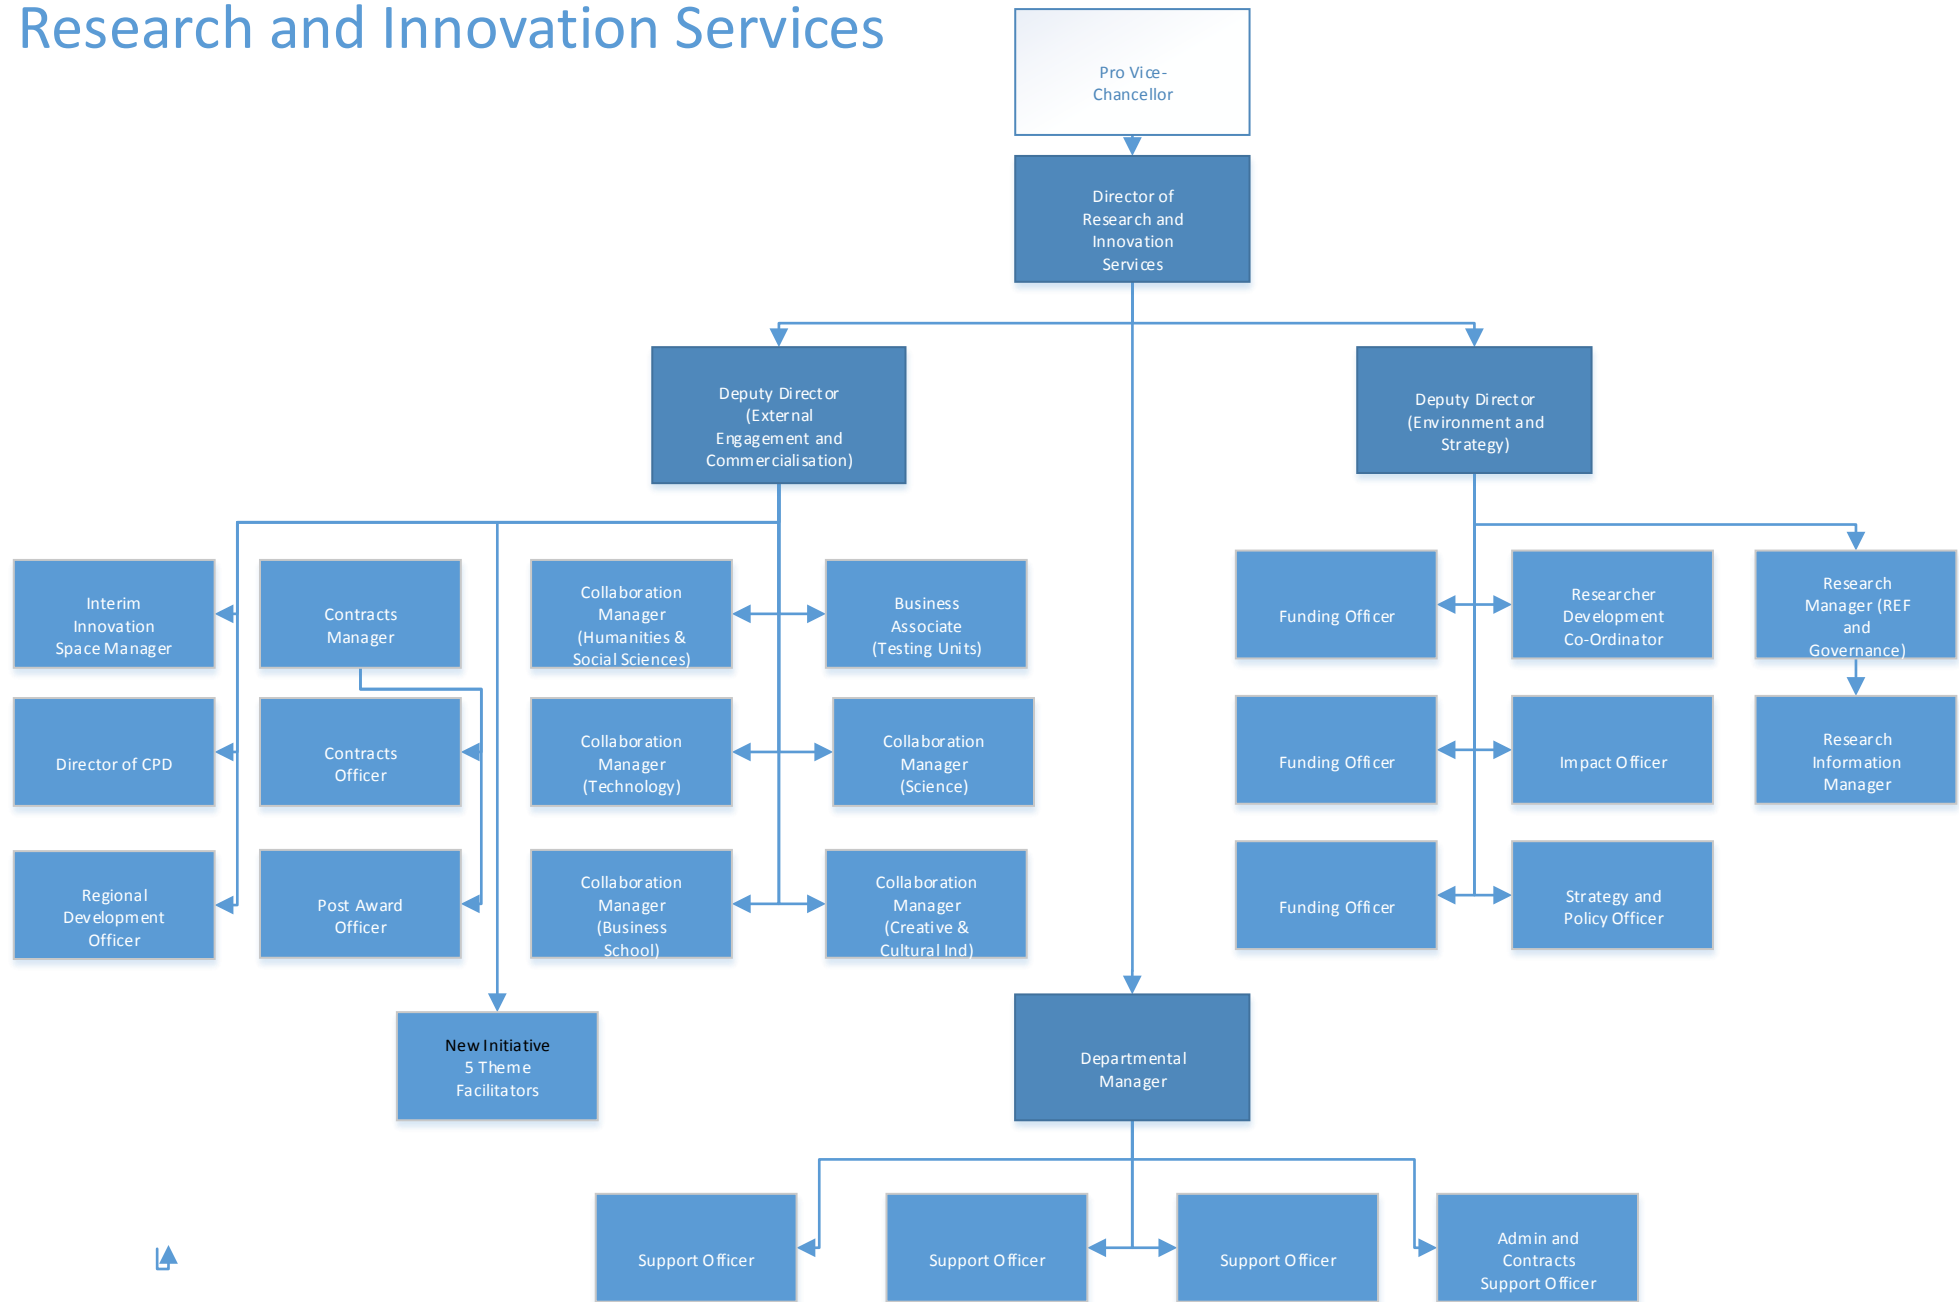 Research and Innovation Services
Pro Vice-
Chancellor
Director of
Research and
Innovation
Services
Deputy Director
(External
Engagement and
Commercialisation)
Deputy Director
(Environment and
Strategy)
Interim
Innovation
Space Manager
Contracts
Manager
Collaboration
Manager
(Humanities &
Social Sciences)
Business
Associate
(Testing Units)
Funding Officer
Researcher
Development
Co-Ordinator
Research
Manager (REF
and
Governance)
Director of CPD
Contracts
Officer
Collaboration
Manager
(Technology)
Collaboration
Manager
(Science)
Funding Officer
Impact Officer
Research
Information
Manager
Regional
Development
Officer
Post Award
Officer
Collaboration
Manager
(Business
School)
Collaboration
Manager
(Creative &
Cultural Ind)
Funding Officer
Strategy and
Policy Officer
New Initiative
5 Theme
Facilitators
Departmental
Manager
Support Officer
Support Officer
Support Officer
Admin and
Contracts
Support Officer